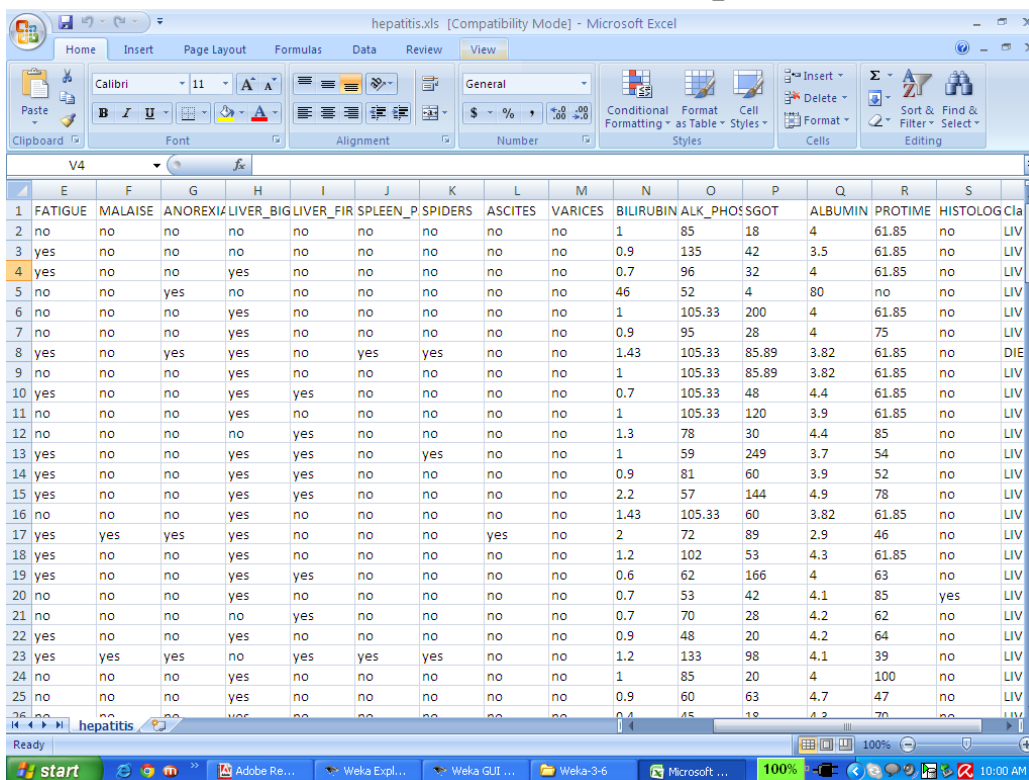 hepatitis.xls [Compatibility Mode] - Microsoft Excel
Home Insert Page Layout Formulas Data Review View
Calibri 11 A A General Conditional Format Cell Insert Σ Sort & Find &
Paste B I U A $ % , Formatting as Table Styles Delete Filter Select
Format
Clipboard Font Alignment Number Styles Cells Editing
V4 fx
E F G H I J K L M N O P Q R S
1 FATIGUE MALAISE ANOREXIA LIVER_BIG LIVER_FIR SPLEEN_P SPIDERS ASCITES VARICES BILIRUBIN ALK_PHOS SGOT ALBUMIN PROTIME HISTOLOG Cla
2 no no no no no no no no no 1 85 18 4 61.85 no LIV
3 yes no no no no no no no no 0.9 135 42 3.5 61.85 no LIV
4 yes no no yes no no no no no 0.7 96 32 4 61.85 no LIV
5 no no yes no no no no no no 46 52 4 80 no no LIV
6 no no no yes no no no no no 1 105.33 200 4 61.85 no LIV
7 no no no yes no no no no no 0.9 95 28 4 75 no LIV
8 yes no yes yes no yes yes no no 1.43 105.33 85.89 3.82 61.85 no DIE
9 no no no yes no no no no no 1 105.33 85.89 3.82 61.85 no LIV
10 yes no no yes yes no no no no 0.7 105.33 48 4.4 61.85 no LIV
11 no no no yes no no no no no 1 105.33 120 3.9 61.85 no LIV
12 no no no no yes no no no no 1.3 78 30 4.4 85 no LIV
13 yes no no yes yes no yes no no 1 59 249 3.7 54 no LIV
14 yes no no yes yes no no no no 0.9 81 60 3.9 52 no LIV
15 yes no no yes yes no no no no 2.2 57 144 4.9 78 no LIV
16 no no no yes no no no no no 1.43 105.33 60 3.82 61.85 no LIV
17 yes yes yes yes no no no yes no 2 72 89 2.9 46 no LIV
18 yes no no yes no no no no no 1.2 102 53 4.3 61.85 no LIV
19 yes no no yes yes no no no no 0.6 62 166 4 63 no LIV
20 no no no yes no no no no no 0.7 53 42 4.1 85 yes LIV
21 no no no no yes no no no no 0.7 70 28 4.2 62 no LIV
22 yes no no yes no no no no no 0.9 48 20 4.2 64 no LIV
23 yes yes yes no yes yes yes no no 1.2 133 98 4.1 39 no LIV
24 no no no yes no no no no no 1 85 20 4 100 no LIV
25 no no no yes no no no no no 0.9 60 63 4.7 47 no LIV
26 no no no yes no no no no no 0.4 45 18 4.3 70 no LIV
hepatitis
Ready 100%
start Adobe Re... Weka Expl... Weka GUI ... Weka-3-6 Microsoft ... 100% 10:00 AM